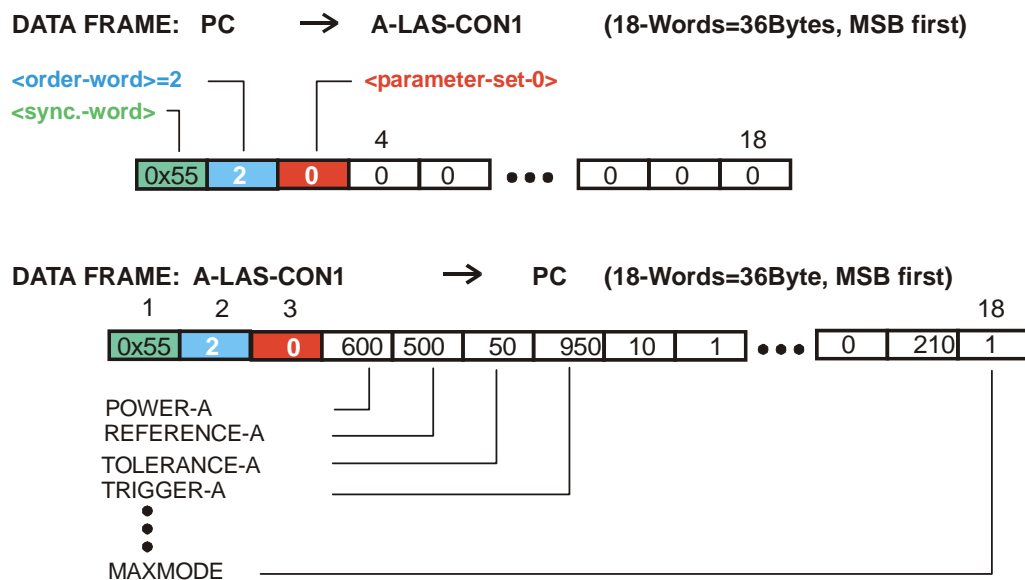 DATA FRAME: PC → A-LAS-CON1 (18-Words=36Bytes, MSB first)
<order-word>=2 <parameter-set-0>
<sync.-word>
4 18
0x55 2 0 0 0 ●●● 0 0 0
DATA FRAME: A-LAS-CON1 → PC (18-Words=36Byte, MSB first)
1 2 3 18
0x55 2 0 600 500 50 950 10 1 ●●● 0 210 1
POWER-A
REFERENCE-A
TOLERANCE-A
TRIGGER-A
MAXMODE